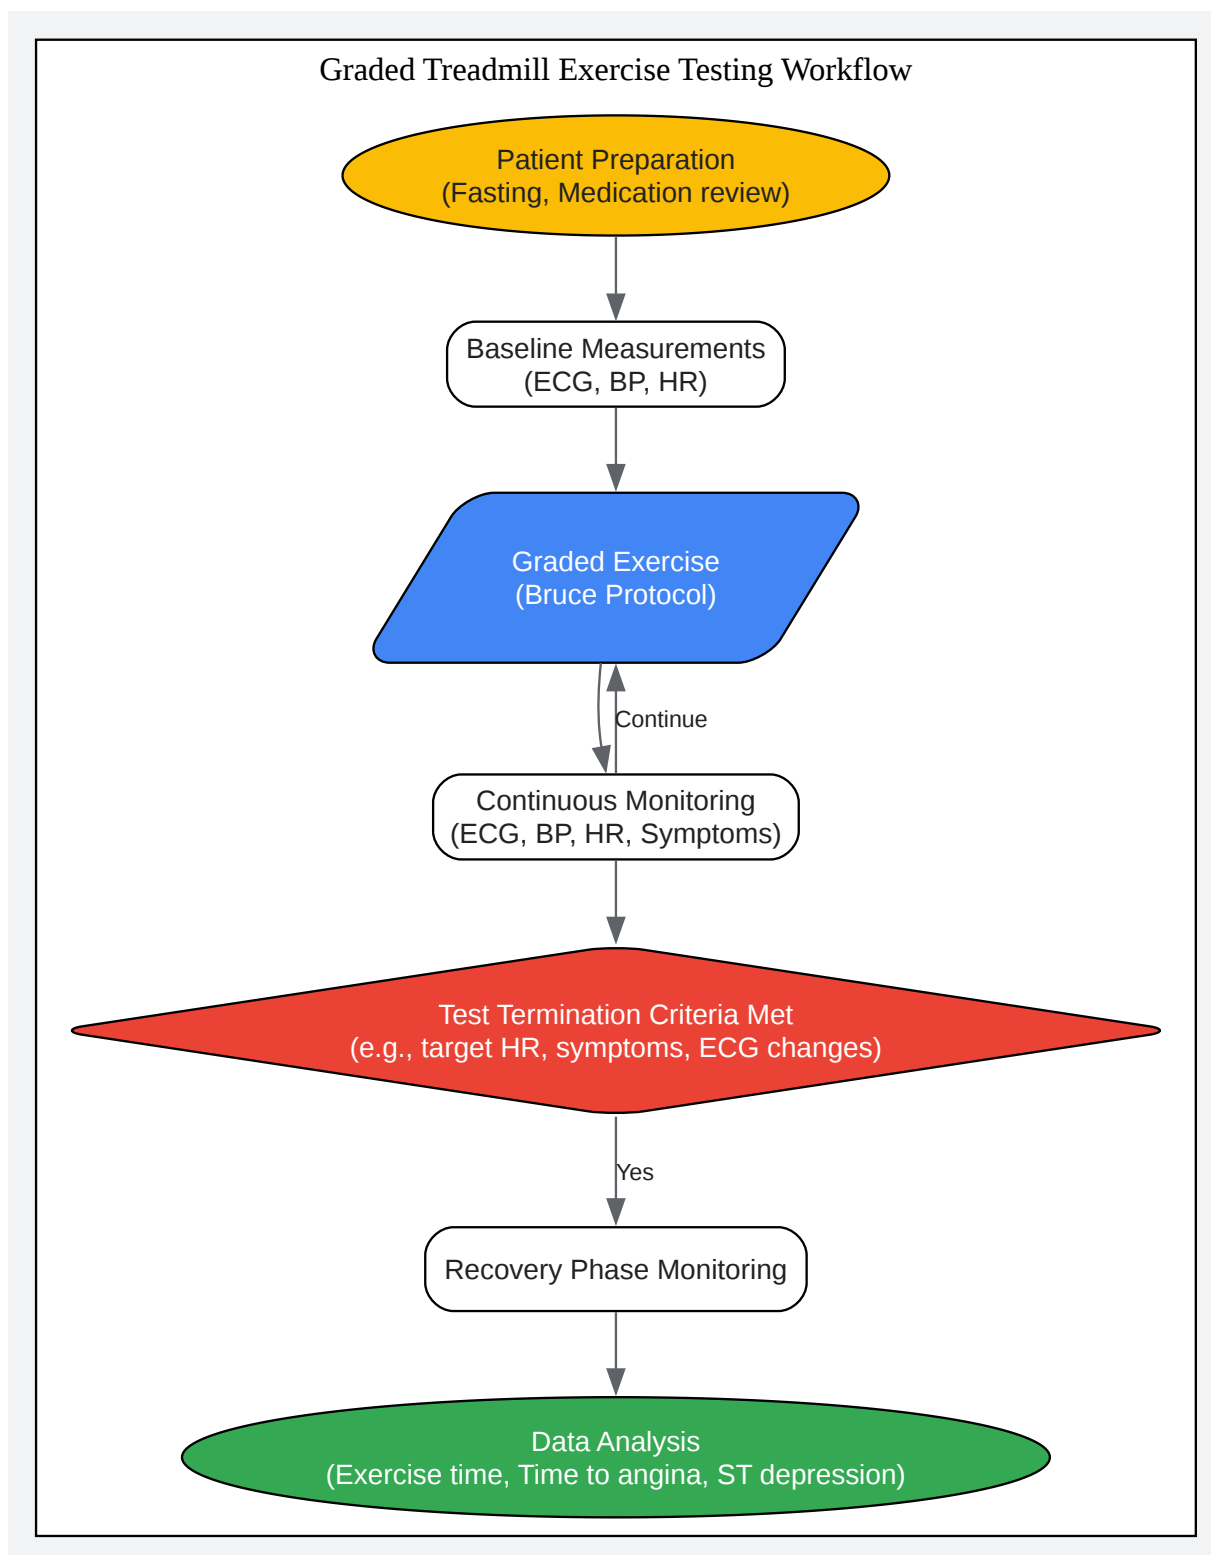 Graded Treadmill Exercise Testing Workflow
Patient Preparation
(Fasting, Medication review)
Baseline Measurements
(ECG, BP, HR)
Graded Exercise
(Bruce Protocol)
Continue
Continuous Monitoring
(ECG, BP, HR, Symptoms)
Test Termination Criteria Met
(e.g., target HR, symptoms, ECG changes)
Yes
Recovery Phase Monitoring
Data Analysis
(Exercise time, Time to angina, ST depression)